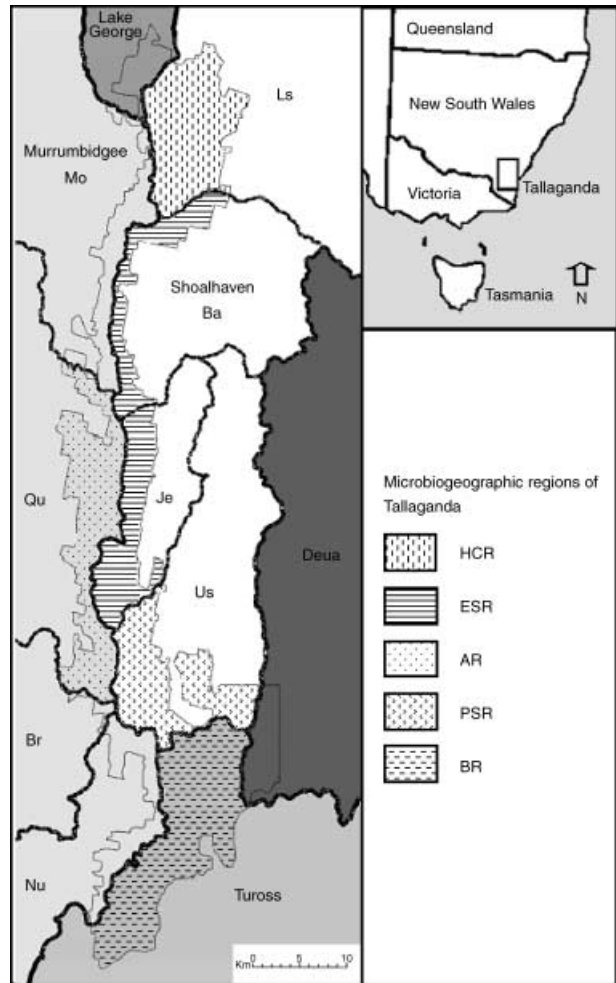 Lake
George
Ls
Murrumbidgee
Mo
Shoalhaven
Ba
Qu
Je
Deua
Us
Br
Nu
Tuross
Km
0 5 10
Queensland
New South Wales
Victoria
Tallaganda
Tasmania
N
Microbiogeographic regions of
Tallaganda
HCR
ESR
AR
PSR
BR